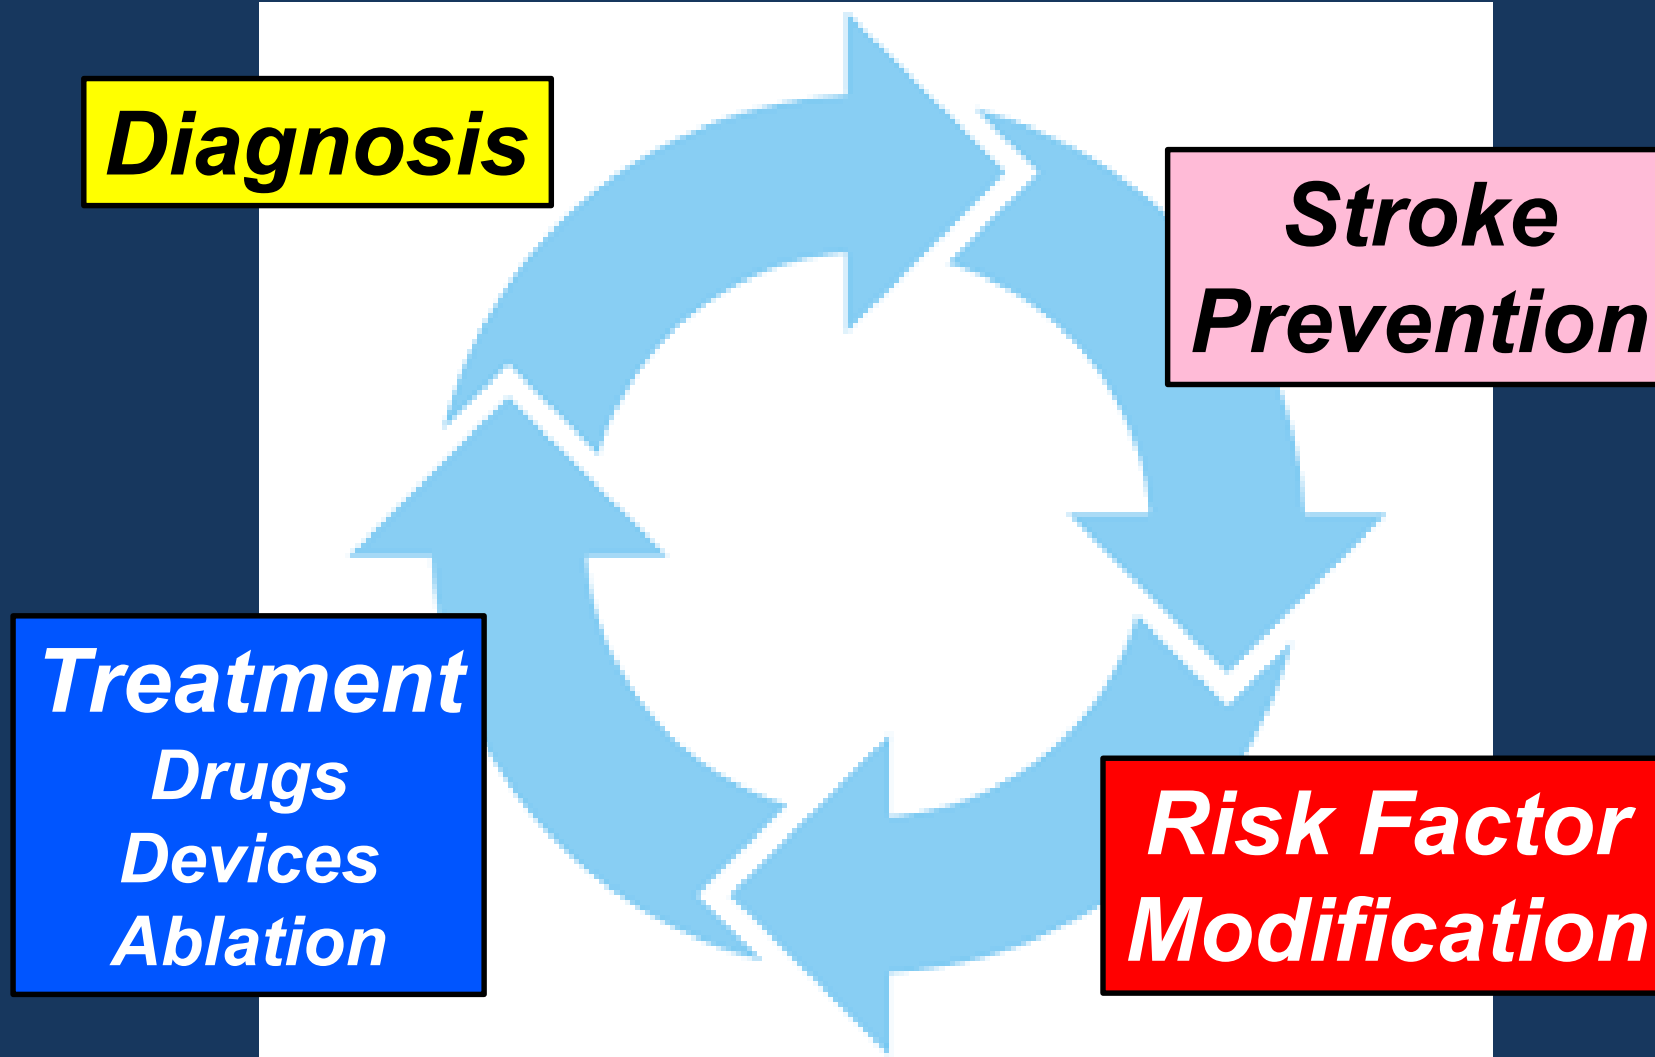 Diagnosis
Stroke
Prevention
Treatment
Drugs
Devices
Ablation
Risk Factor
Modification